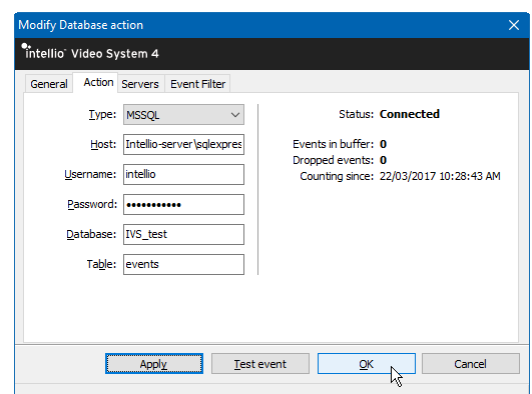 Modify Database action
intellio Video System 4
General Action Servers Event Filter
Type: MSSQL
Host: Intellio-server\sqlexpres
Username: intellio
Password: •••••••••••
Database: IVS_test
Table: events
Status: Connected
Events in buffer: 0
Dropped events: 0
Counting since: 22/03/2017 10:28:43 AM
Apply Test event OK Cancel